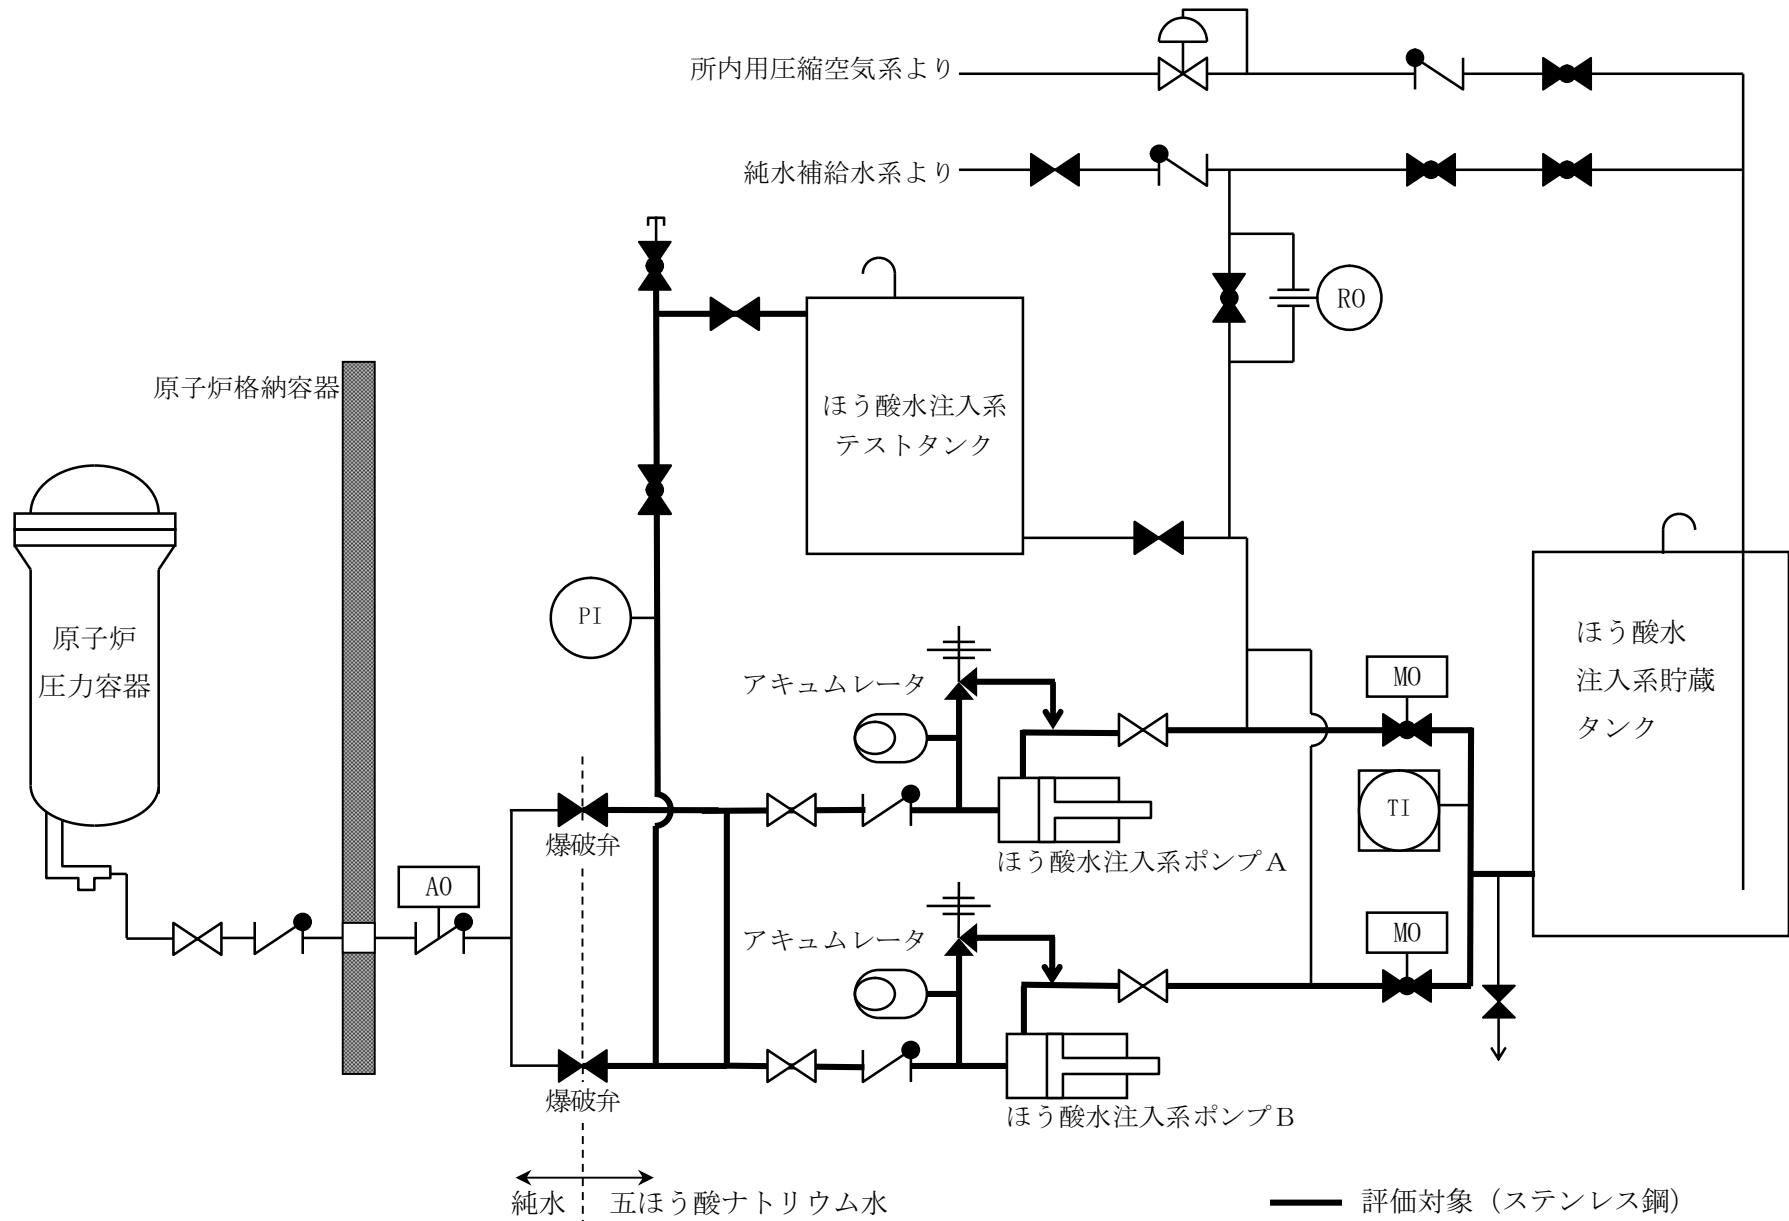 所内用圧縮空気系より
純水補給水系より
RO
原子炉格納容器
ほう酸水注入系
テストタンク
PI
原子炉
圧力容器
アキュムレータ
MO
ほう酸水
注入系貯蔵
タンク
TI
爆破弁
ほう酸水注入系ポンプA
AO
アキュムレータ
MO
爆破弁
ほう酸水注入系ポンプB
純水
五ほう酸ナトリウム水
評価対象（ステンレス鋼）